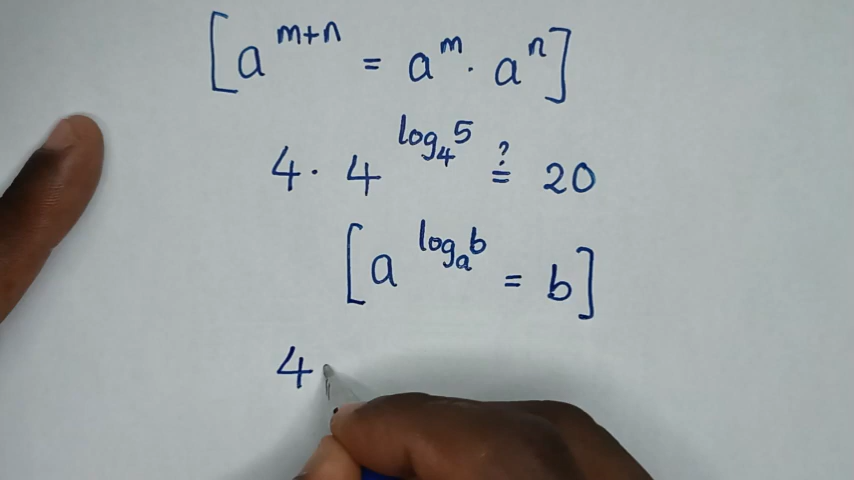 [a^{m+n} = a^m · a^n]
4 · 4^{log_4 5} ≟ 20
[a^{log_a b} = b]
4 ·